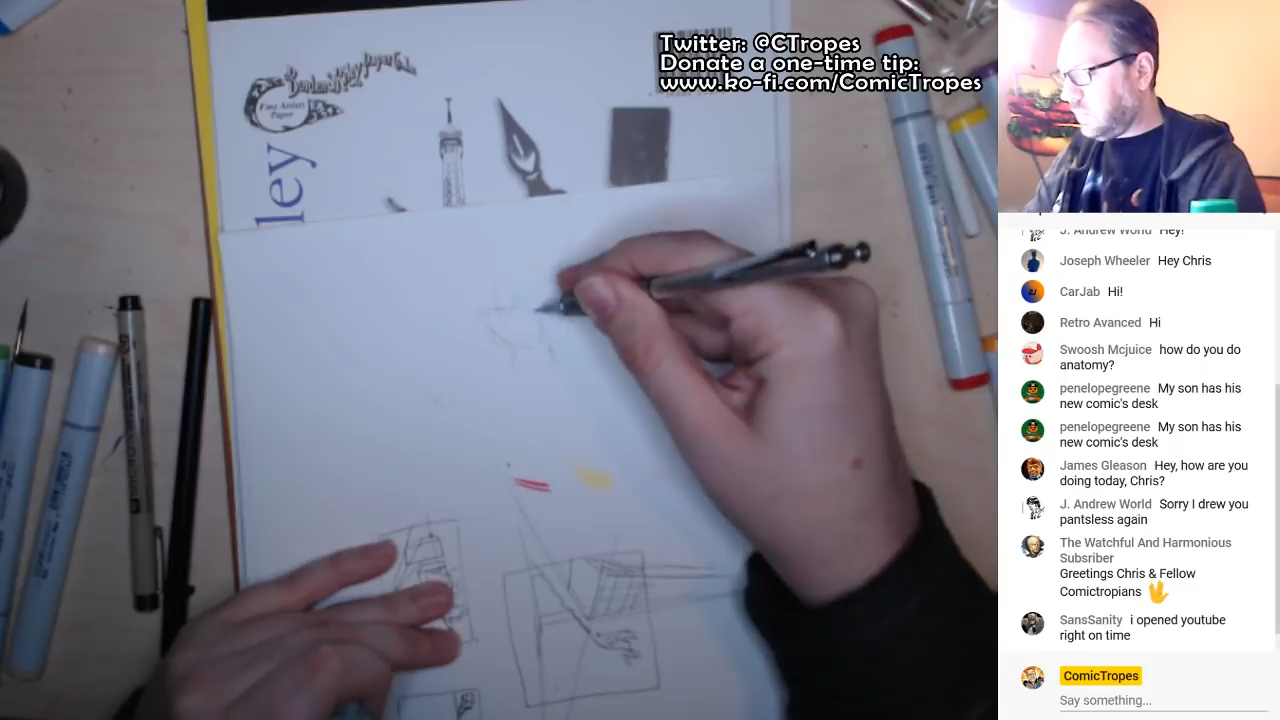 Twitter: @CTropes
Donate a one-time tip:
www.ko-fi.com/ComicTropes
Fine Artist
Paper
ley
J. Andrew World Hey!
Joseph Wheeler Hey Chris
CarJab Hi!
Retro Avanced Hi
Swoosh Mcjuice how do you do
anatomy?
penelopegreene My son has his
new comic's desk
penelopegreene My son has his
new comic's desk
James Gleason Hey, how are you
doing today, Chris?
J. Andrew World Sorry I drew you
pantsless again
The Watchful And Harmonious
Subsriber
Greetings Chris & Fellow
Comictropians 🖖
SansSanity i opened youtube
right on time
ComicTropes
Say something...